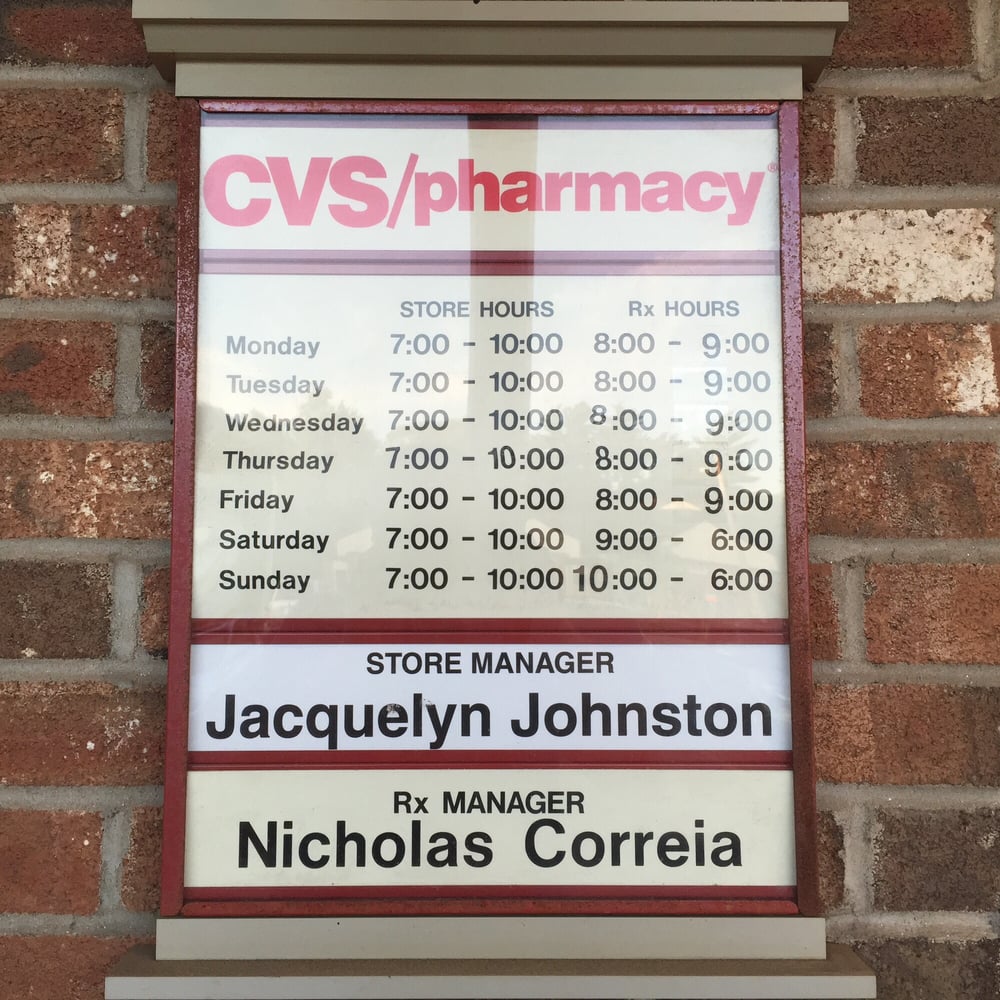 CVS/pharmacy®
STORE HOURS Rx HOURS
Monday 7:00 - 10:00 8:00 - 9:00
Tuesday 7:00 - 10:00 8:00 - 9:00
Wednesday 7:00 - 10:00 8:00 - 9:00
Thursday 7:00 - 10:00 8:00 - 9:00
Friday 7:00 - 10:00 8:00 - 9:00
Saturday 7:00 - 10:00 9:00 - 6:00
Sunday 7:00 - 10:00 10:00 - 6:00
STORE MANAGER
Jacquelyn Johnston
Rx MANAGER
Nicholas Correia